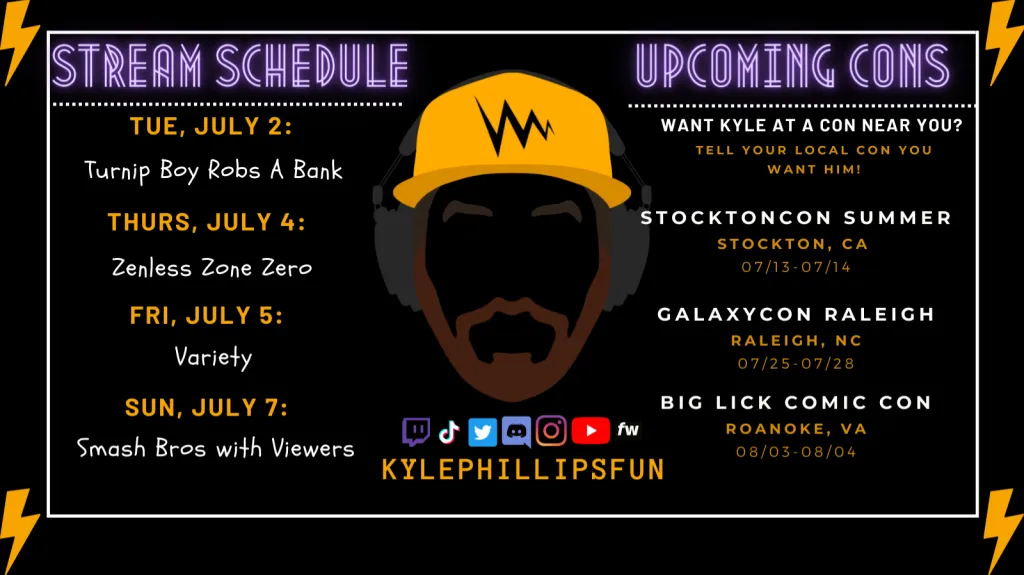 STREAM SCHEDULE
TUE, JULY 2:
Turnip Boy Robs A Bank
THURS, JULY 4:
Zenless Zone Zero
FRI, JULY 5:
Variety
SUN, JULY 7:
Smash Bros with Viewers
fw
KYLEPHILLIPSFUN
UPCOMING CONS
WANT KYLE AT A CON NEAR YOU?
TELL YOUR LOCAL CON YOU
WANT HIM!
STOCKTONCON SUMMER
STOCKTON, CA
07/13-07/14
GALAXYCON RALEIGH
RALEIGH, NC
07/25-07/28
BIG LICK COMIC CON
ROANOKE, VA
08/03-08/04